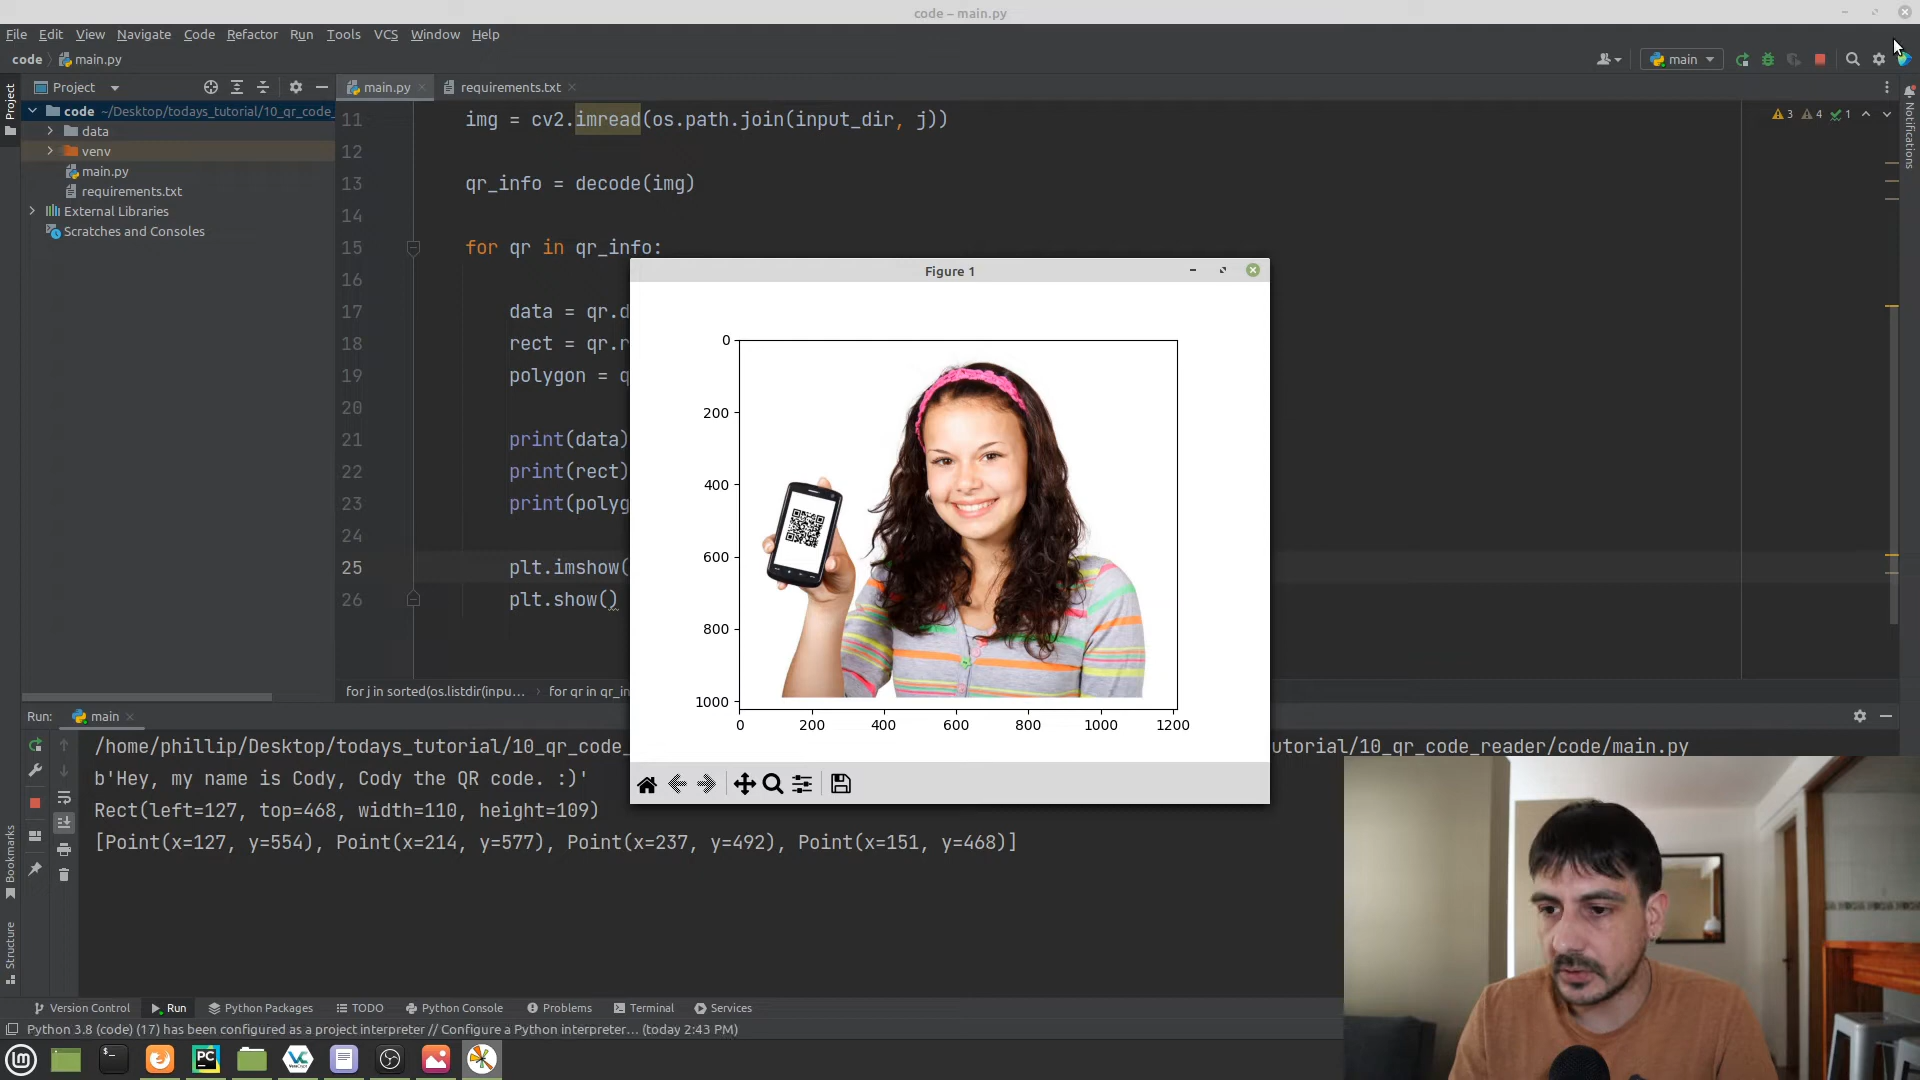 code – main.py
File Edit View Navigate Code Refactor Run Tools VCS Window Help
code main.py
main
Project
main.py
requirements.txt
Project
code ~/Desktop/todays_tutorial/10_qr_code_
data
venv
main.py
requirements.txt
External Libraries
Scratches and Consoles
11 img = cv2.imread(os.path.join(input_dir, j))
12
13 qr_info = decode(img)
14
15 for qr in qr_info:
16
17 data = qr.d
18 rect = qr.r
19 polygon = q
20
21 print(data)
22 print(rect)
23 print(polyg
24
25 plt.imshow(
26 plt.show()
3 4 1
Notifications
Figure 1
0
200
400
600
800
1000
0 200 400 600 800 1000 1200
for j in sorted(os.listdir(inpu... › for qr in qr_in
Run: main
/home/phillip/Desktop/todays_tutorial/10_qr_code_
utorial/10_qr_code_reader/code/main.py
b'Hey, my name is Cody, Cody the QR code. :)'
Rect(left=127, top=468, width=110, height=109)
[Point(x=127, y=554), Point(x=214, y=577), Point(x=237, y=492), Point(x=151, y=468)]
Bookmarks
Structure
Version Control Run Python Packages TODO Python Console Problems Terminal Services
Python 3.8 (code) (17) has been configured as a project interpreter // Configure a Python interpreter... (today 2:43 PM)
PC